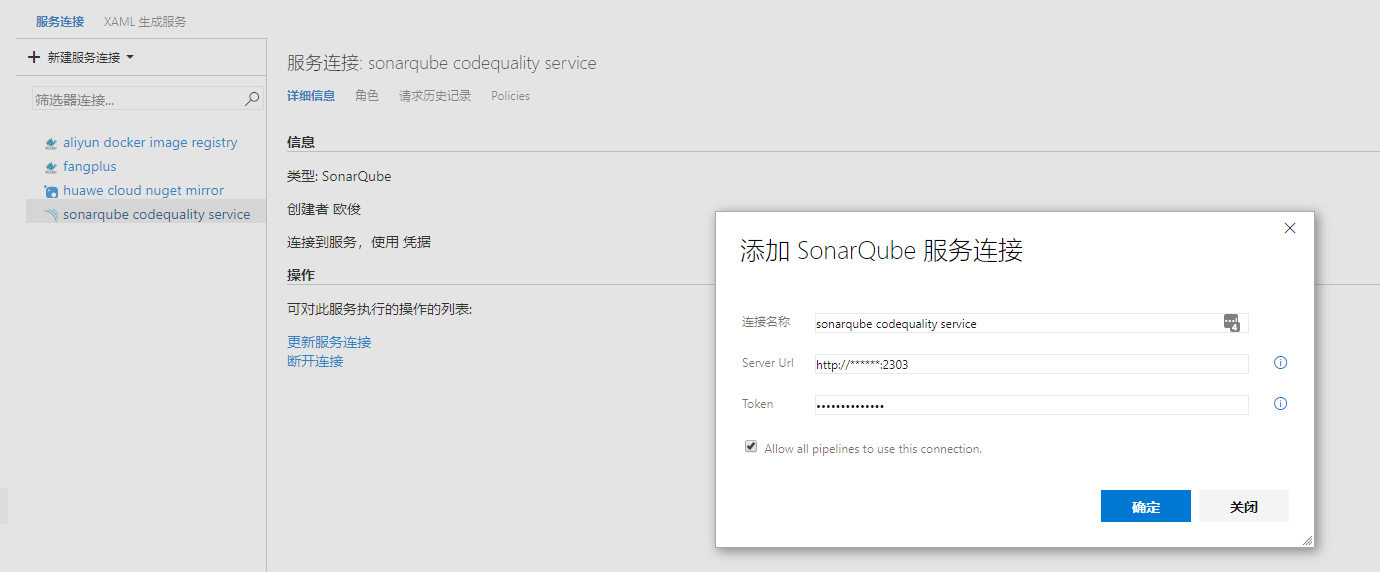 服务连接 XAML 生成服务
新建服务连接
筛选器连接...
aliyun docker image registry
fangplus
huawe cloud nuget mirror
sonarqube codequality service
服务连接: sonarqube codequality service
详细信息 角色 请求历史记录 Policies
信息
类型: SonarQube
创建者 欧俊
连接到服务，使用 凭据
操作
可对此服务执行的操作的列表:
更新服务连接
断开连接
添加 SonarQube 服务连接
连接名称 sonarqube codequality service 4
Server Url http://******:2303
Token ••••••••••••••
Allow all pipelines to use this connection.
确定 关闭